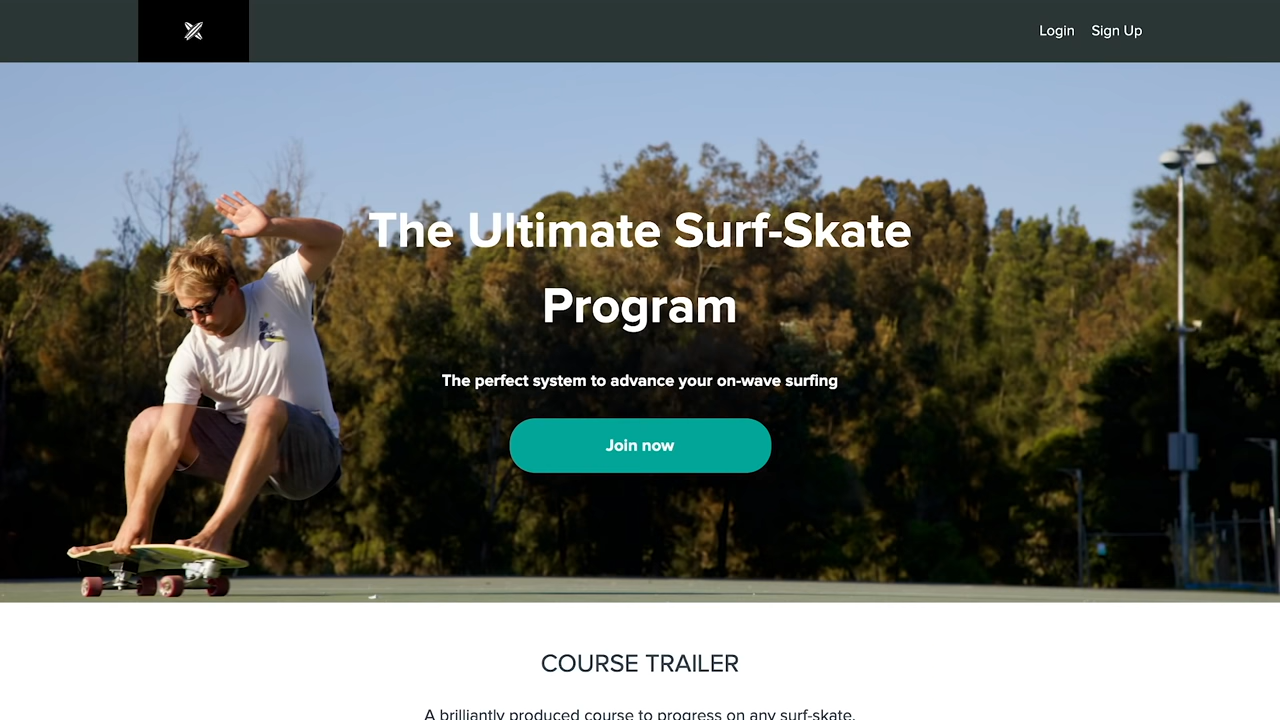 Login Sign Up
The Ultimate Surf-Skate
Program
The perfect system to advance your on-wave surfing
Join now
COURSE TRAILER
A brilliantly produced course to progress on any surf-skate.